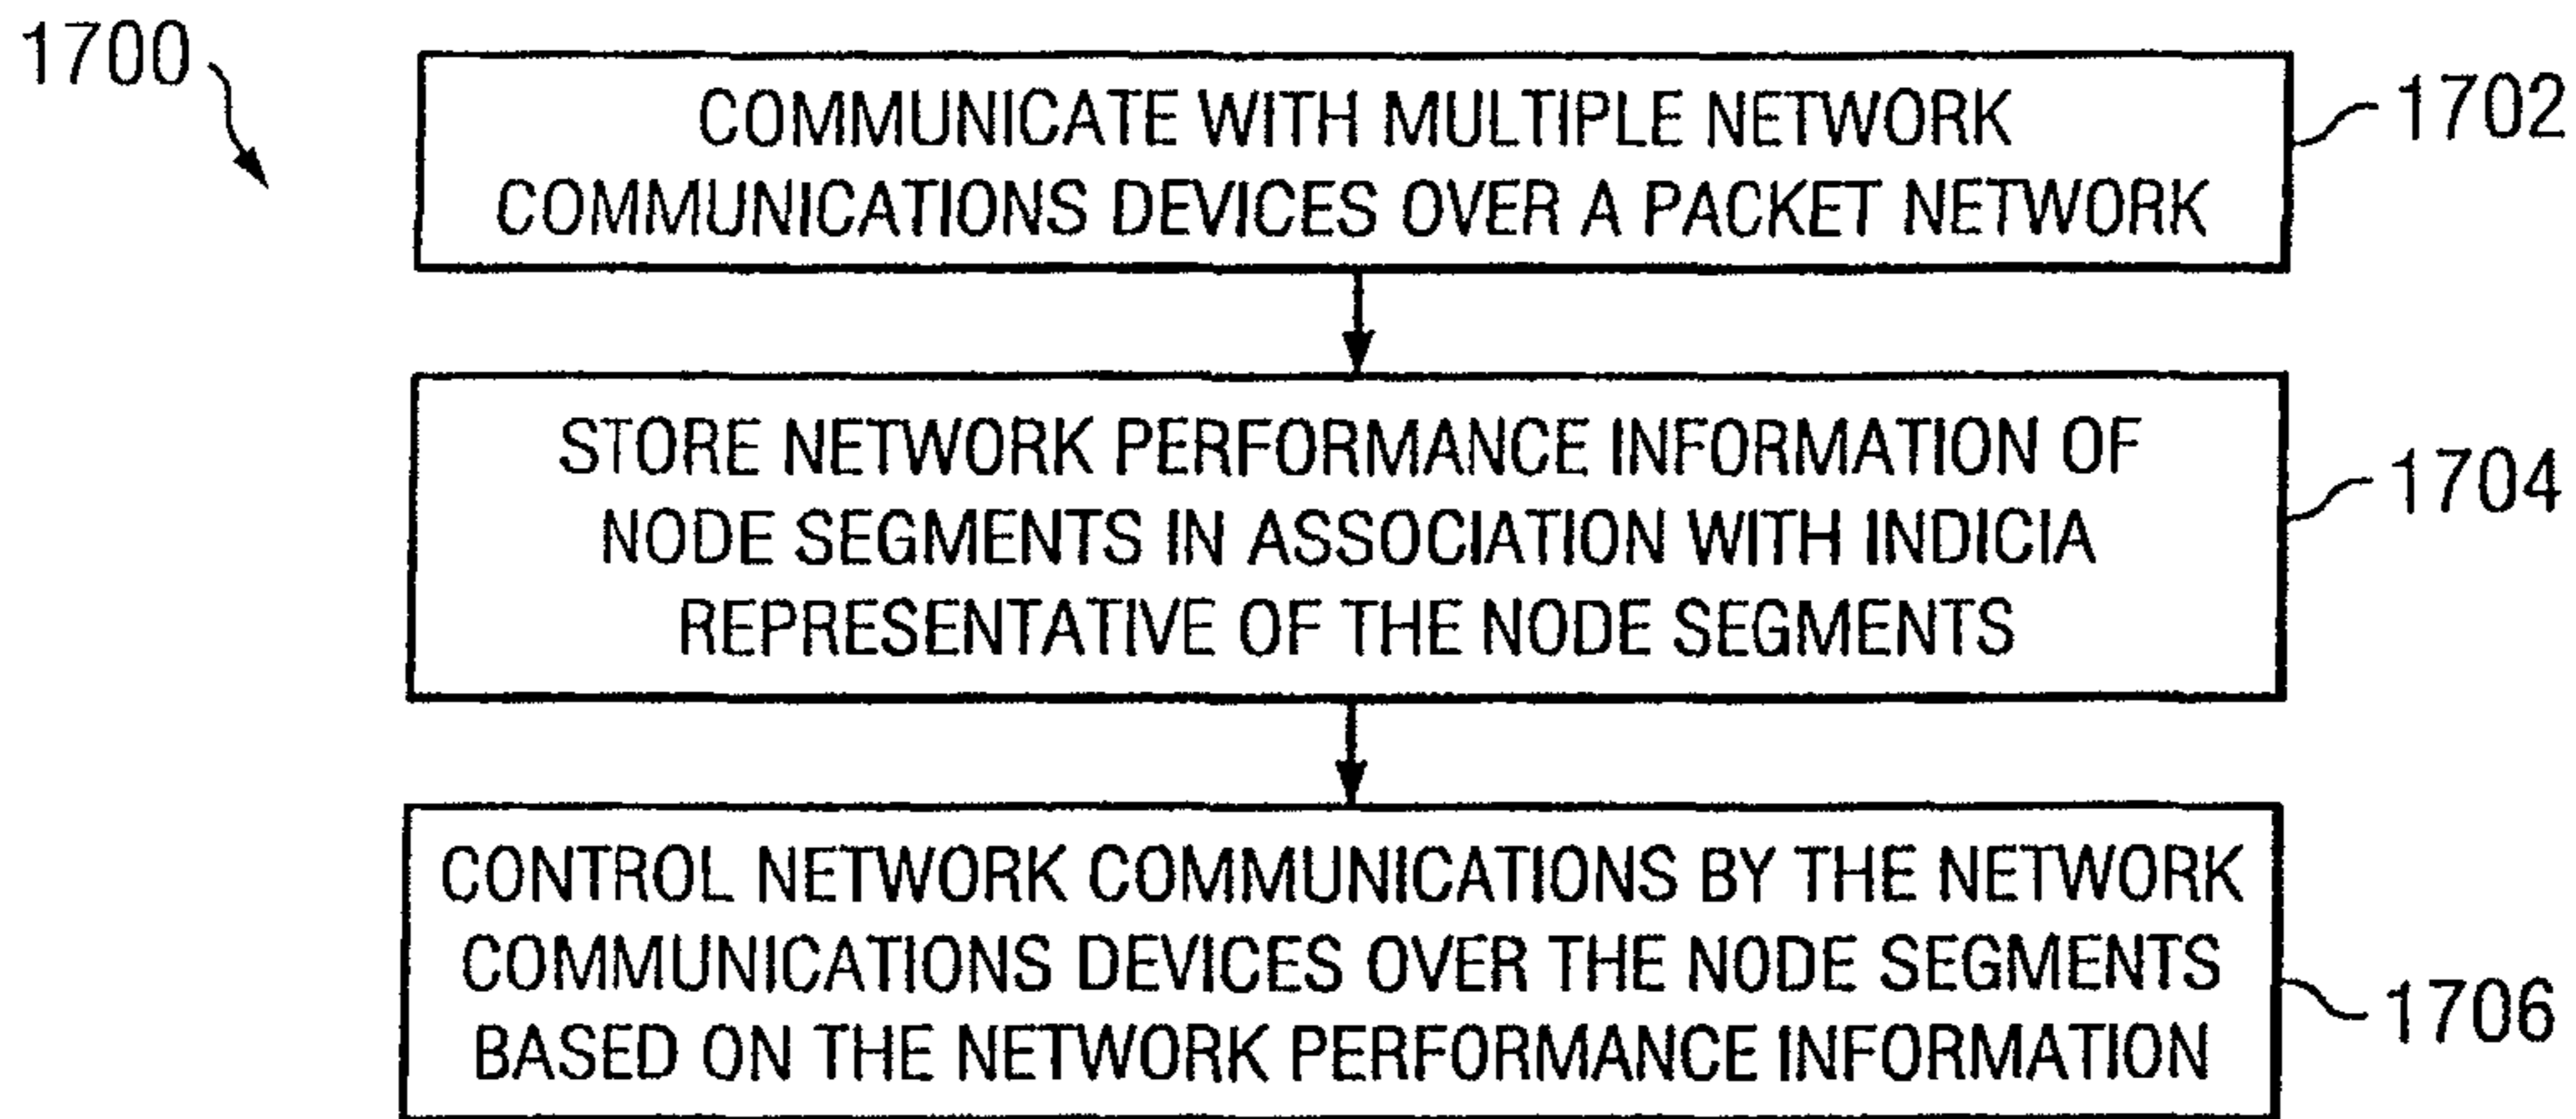 1700
COMMUNICATE WITH MULTIPLE NETWORK
COMMUNICATIONS DEVICES OVER A PACKET NETWORK
1702
STORE NETWORK PERFORMANCE INFORMATION OF
NODE SEGMENTS IN ASSOCIATION WITH INDICIA
REPRESENTATIVE OF THE NODE SEGMENTS
1704
CONTROL NETWORK COMMUNICATIONS BY THE NETWORK
COMMUNICATIONS DEVICES OVER THE NODE SEGMENTS
BASED ON THE NETWORK PERFORMANCE INFORMATION
1706